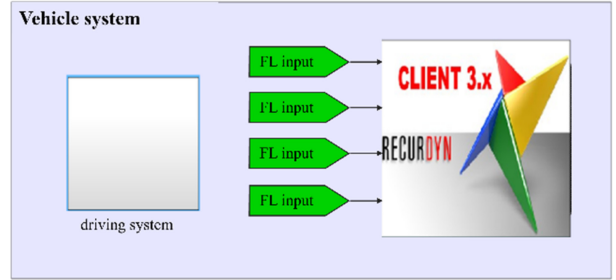 Vehicle system
FL input
FL input
FL input
FL input
CLIENT 3.x
RECURDYN
driving system